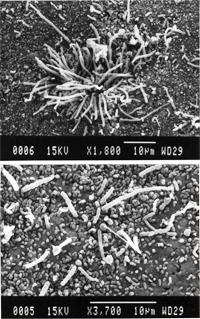 0006 15KV X1,800 10µm WD29
0005 15KV X3,700 10µm WD29